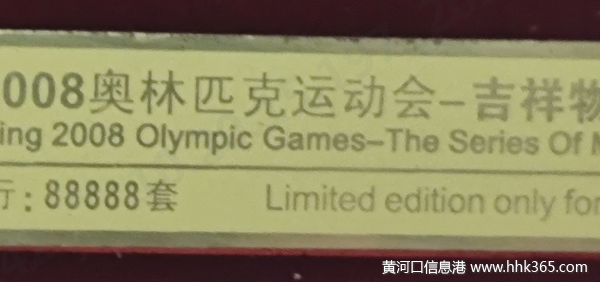 2008奥林匹克运动会–吉祥物
ing 2008 Olympic Games–The Series Of M
行：88888套 Limited edition only for
黄河口信息港 www.hhk365.com